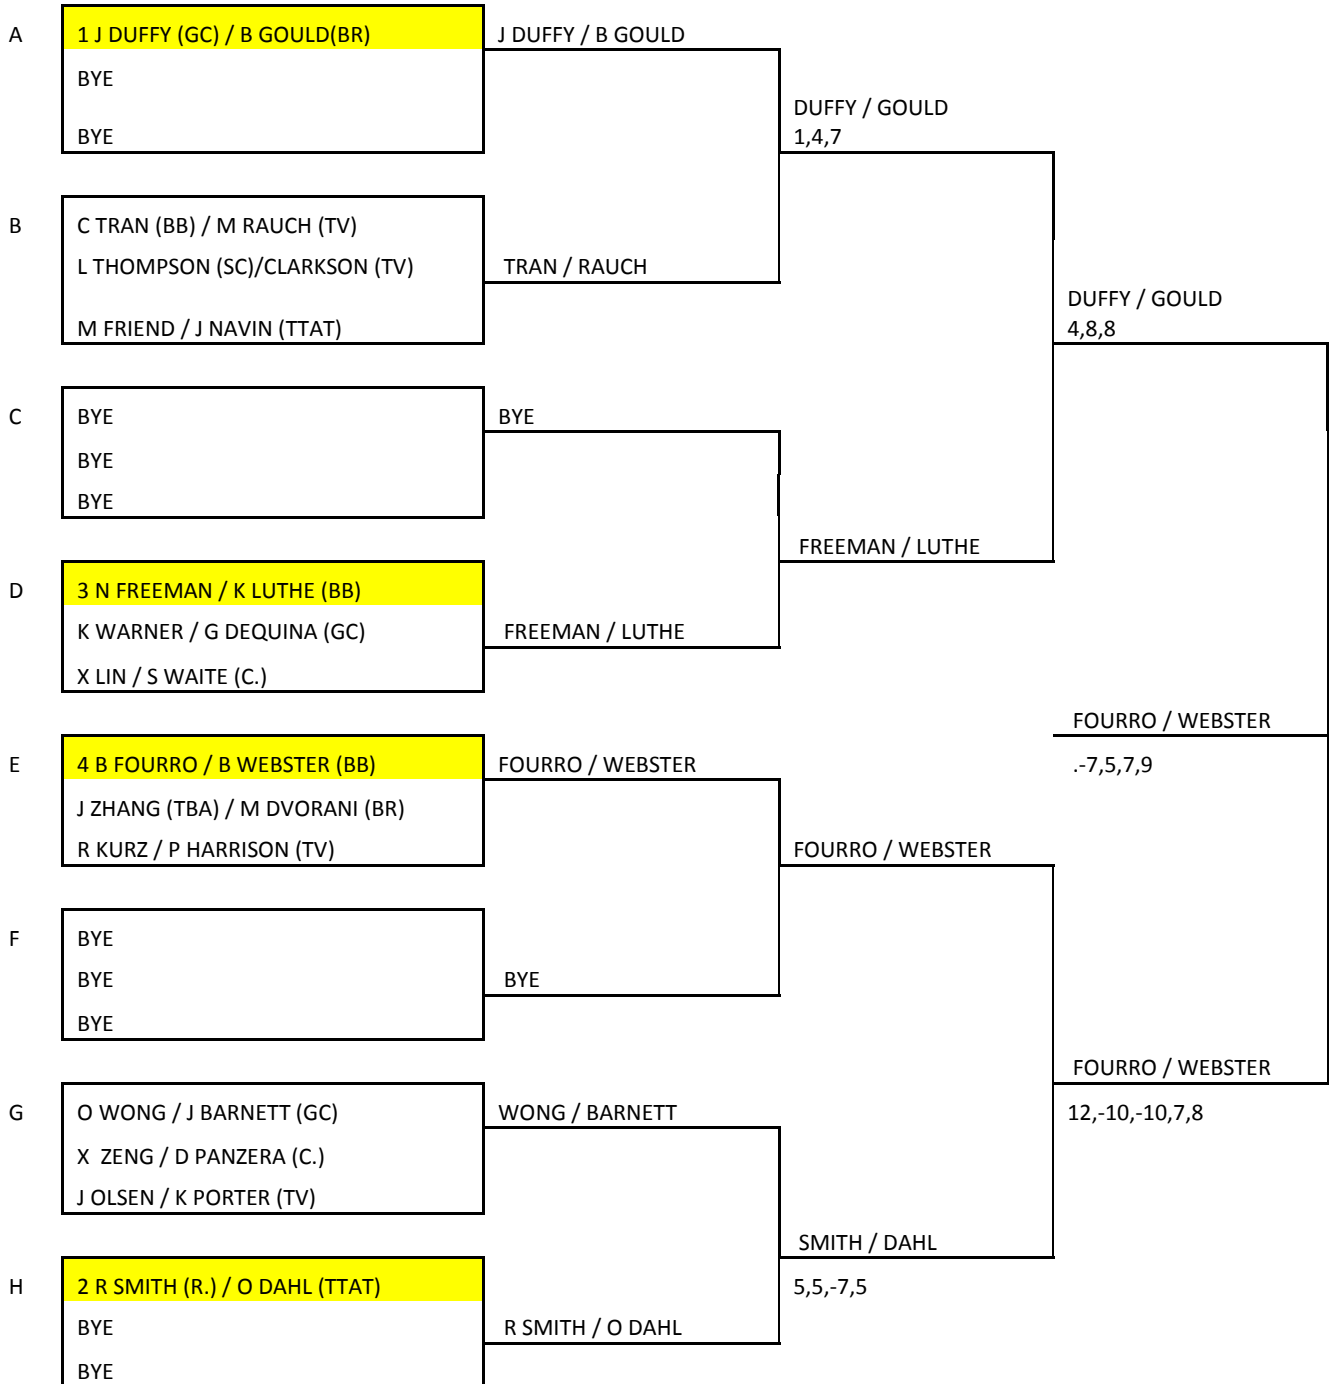 A
1 J DUFFY (GC) / B GOULD(BR)
J DUFFY / B GOULD
BYE
DUFFY / GOULD
BYE
1,4,7
B
C TRAN (BB) / M RAUCH (TV)
L THOMPSON (SC)/CLARKSON (TV)
TRAN / RAUCH
DUFFY / GOULD
M FRIEND / J NAVIN (TTAT)
4,8,8
C
BYE
BYE
BYE
BYE
FREEMAN / LUTHE
D
3 N FREEMAN / K LUTHE (BB)
K WARNER / G DEQUINA (GC)
FREEMAN / LUTHE
X LIN / S WAITE (C.)
FOURRO / WEBSTER
E
4 B FOURRO / B WEBSTER (BB)
FOURRO / WEBSTER
.-7,5,7,9
J ZHANG (TBA) / M DVORANI (BR)
R KURZ / P HARRISON (TV)
FOURRO / WEBSTER
F
BYE
BYE
BYE
BYE
FOURRO / WEBSTER
G
O WONG / J BARNETT (GC)
WONG / BARNETT
12,-10,-10,7,8
X  ZENG / D PANZERA (C.)
J OLSEN / K PORTER (TV)
SMITH / DAHL
H
2 R SMITH (R.) / O DAHL (TTAT)
5,5,-7,5
BYE
R SMITH / O DAHL
BYE